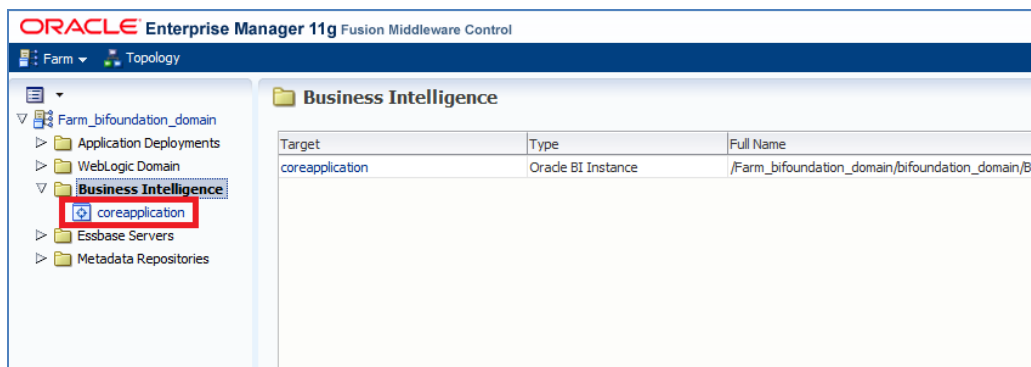 ORACLE Enterprise Manager 11g Fusion Middleware Control
Farm Topology
Farm_bifoundation_domain
Application Deployments
WebLogic Domain
Business Intelligence
coreapplication
Essbase Servers
Metadata Repositories
Business Intelligence
Target Type Full Name
coreapplication Oracle BI Instance /Farm_bifoundation_domain/bifoundation_domain/B